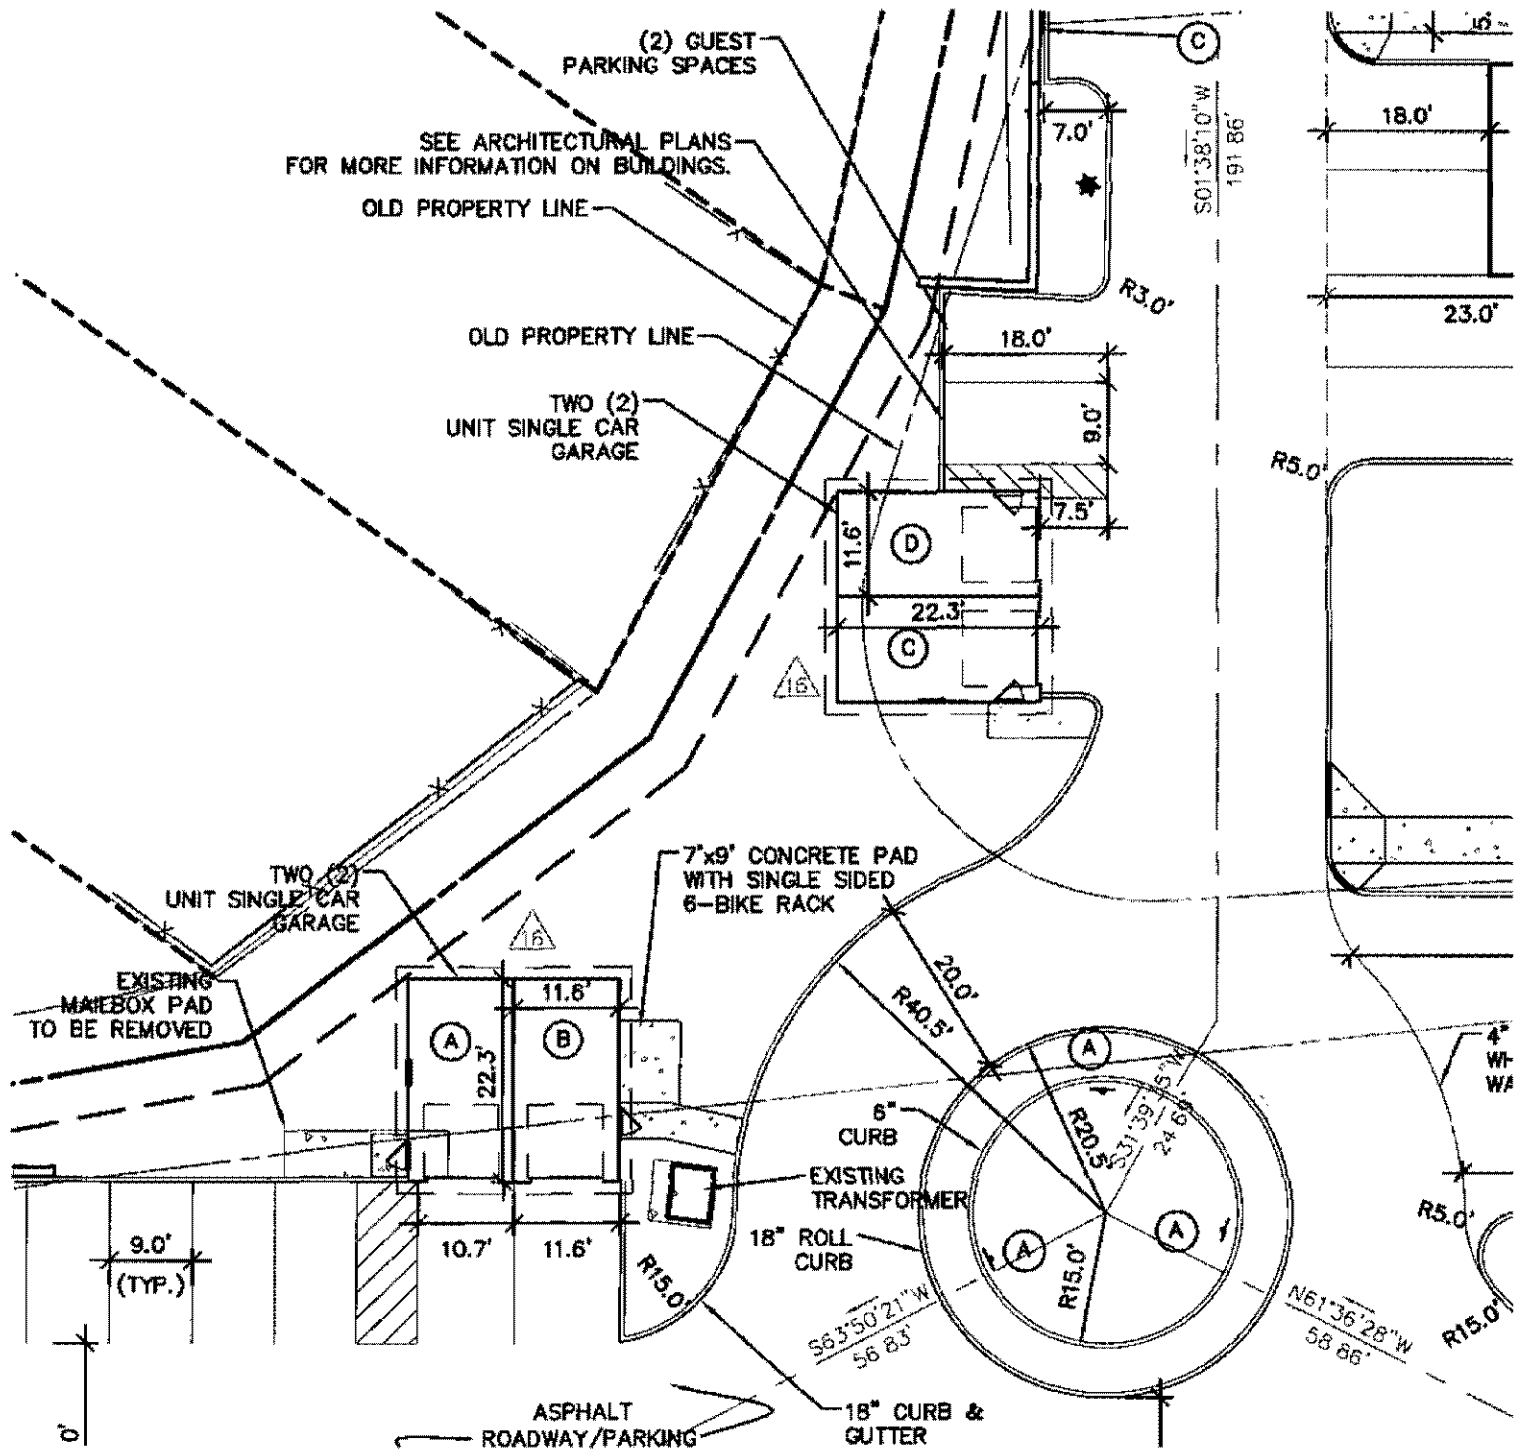 (2) GUEST
PARKING SPACES
C
SEE ARCHITECTURAL PLANS
FOR MORE INFORMATION ON BUILDINGS.
OLD PROPERTY LINE
7.0'
S01°38'10"W
191 86'
18.0'
R3.0'
23.0'
OLD PROPERTY LINE
18.0'
TWO (2)
UNIT SINGLE CAR
GARAGE
9.0'
R5.0'
7.5'
11.6'
D
22.3'
C
16
TWO (2)
UNIT SINGLE CAR
GARAGE
7'x9' CONCRETE PAD
WITH SINGLE SIDED
6-BIKE RACK
16
EXISTING
MAILBOX PAD
TO BE REMOVED
11.6'
A
B
22.3'
20.0'
R40.5'
A
4"
6"
CURB
R20.5'
24 66'
EXISTING
TRANSFORMER
18" ROLL
CURB
A
A
R15.0'
R5.0'
9.0'
(TYP.)
10.7'
11.6'
R15.0'
S63°50'21"W
56 83'
N61°36'28"W
58 86'
R15.0'
0'
ASPHALT
ROADWAY/PARKING
18" CURB &
GUTTER